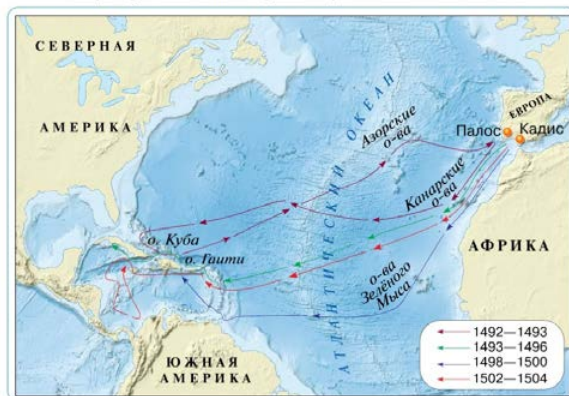 СЕВЕРНАЯ
АМЕРИКА
АТЛАНТИЧЕСКИЙ ОКЕАН
Азорские
о-ва
ЕВРОПА
Палос
Кадис
Канарские
о-ва
о. Куба
о. Гаити
АФРИКА
о-ва
Зелёного
Мыса
ЮЖНАЯ
АМЕРИКА
1492—1493
1493—1496
1498—1500
1502—1504